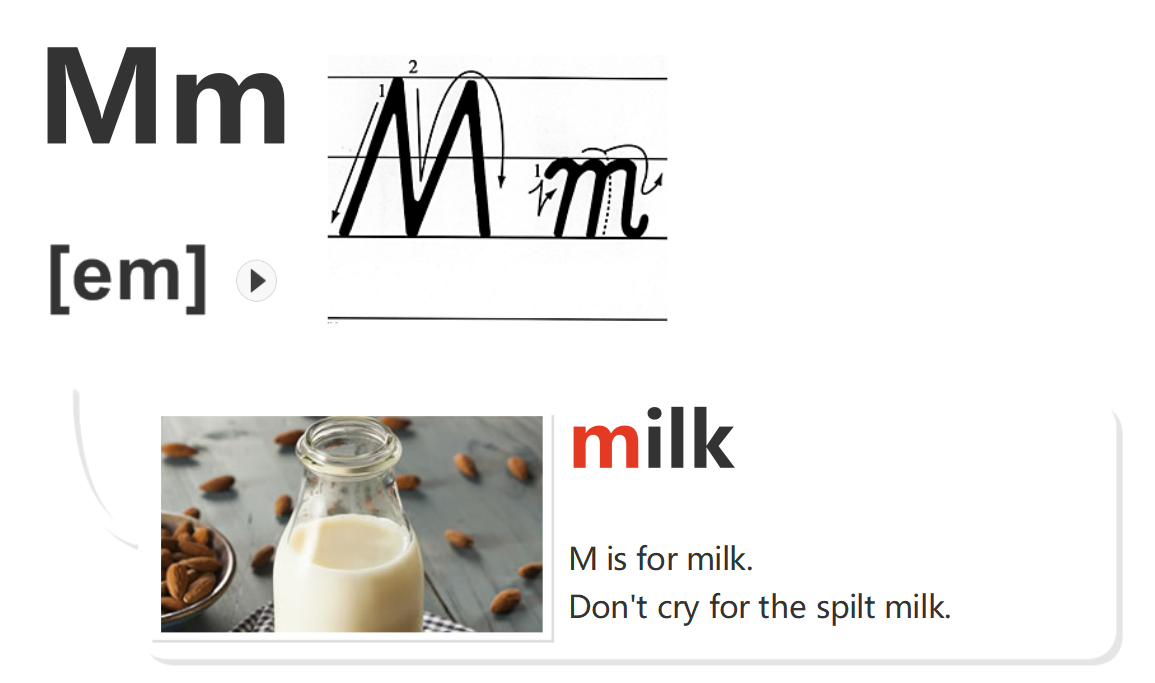 Mm
1 2
M m
1
[em]
milk
M is for milk.
Don't cry for the spilt milk.